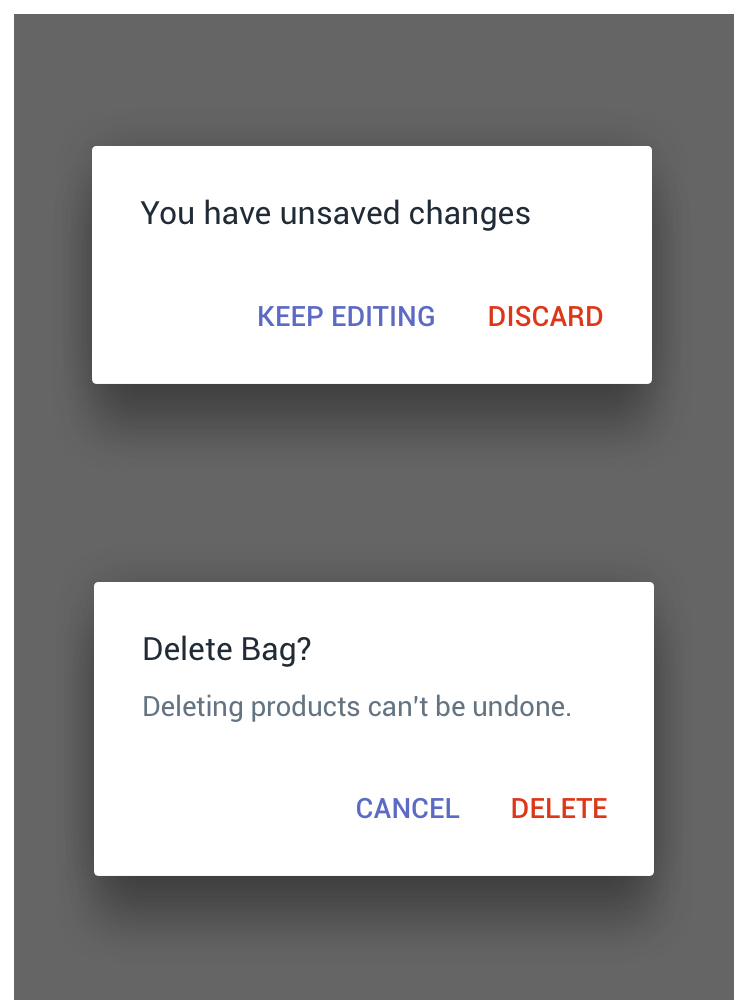 You have unsaved changes
KEEP EDITING DISCARD
Delete Bag?
Deleting products can't be undone.
CANCEL DELETE